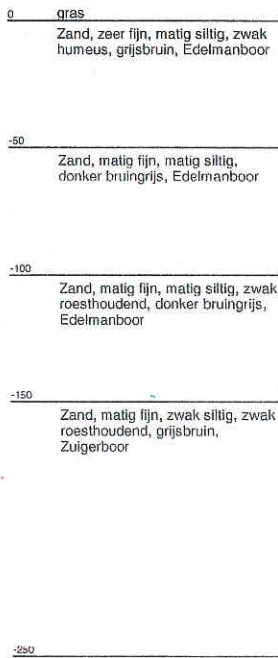 0 gras
Zand, zeer fijn, matig siltig, zwak
humeus, grijsbruin, Edelmanboor
-50
Zand, matig fijn, matig siltig,
donker bruingrijs, Edelmanboor
-100
Zand, matig fijn, matig siltig, zwak
roesthoudend, donker bruingrijs,
Edelmanboor
-150
Zand, matig fijn, zwak siltig, zwak
roesthoudend, grijsbruin,
Zuigerboor
-250